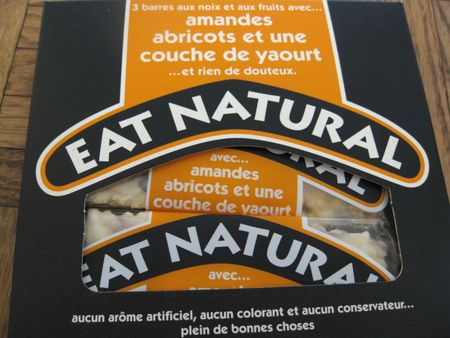 3 barres aux noix et aux fruits avec...
amandes
abricots et une
couche de yaourt
...et rien de douteux.
EAT NATURAL
avec...
RAL
amandes
abricots et une
couche de yaourt
EAT NATURAL
avec...
aucun arôme artificiel, aucun colorant et aucun conservateur...
plein de bonnes choses